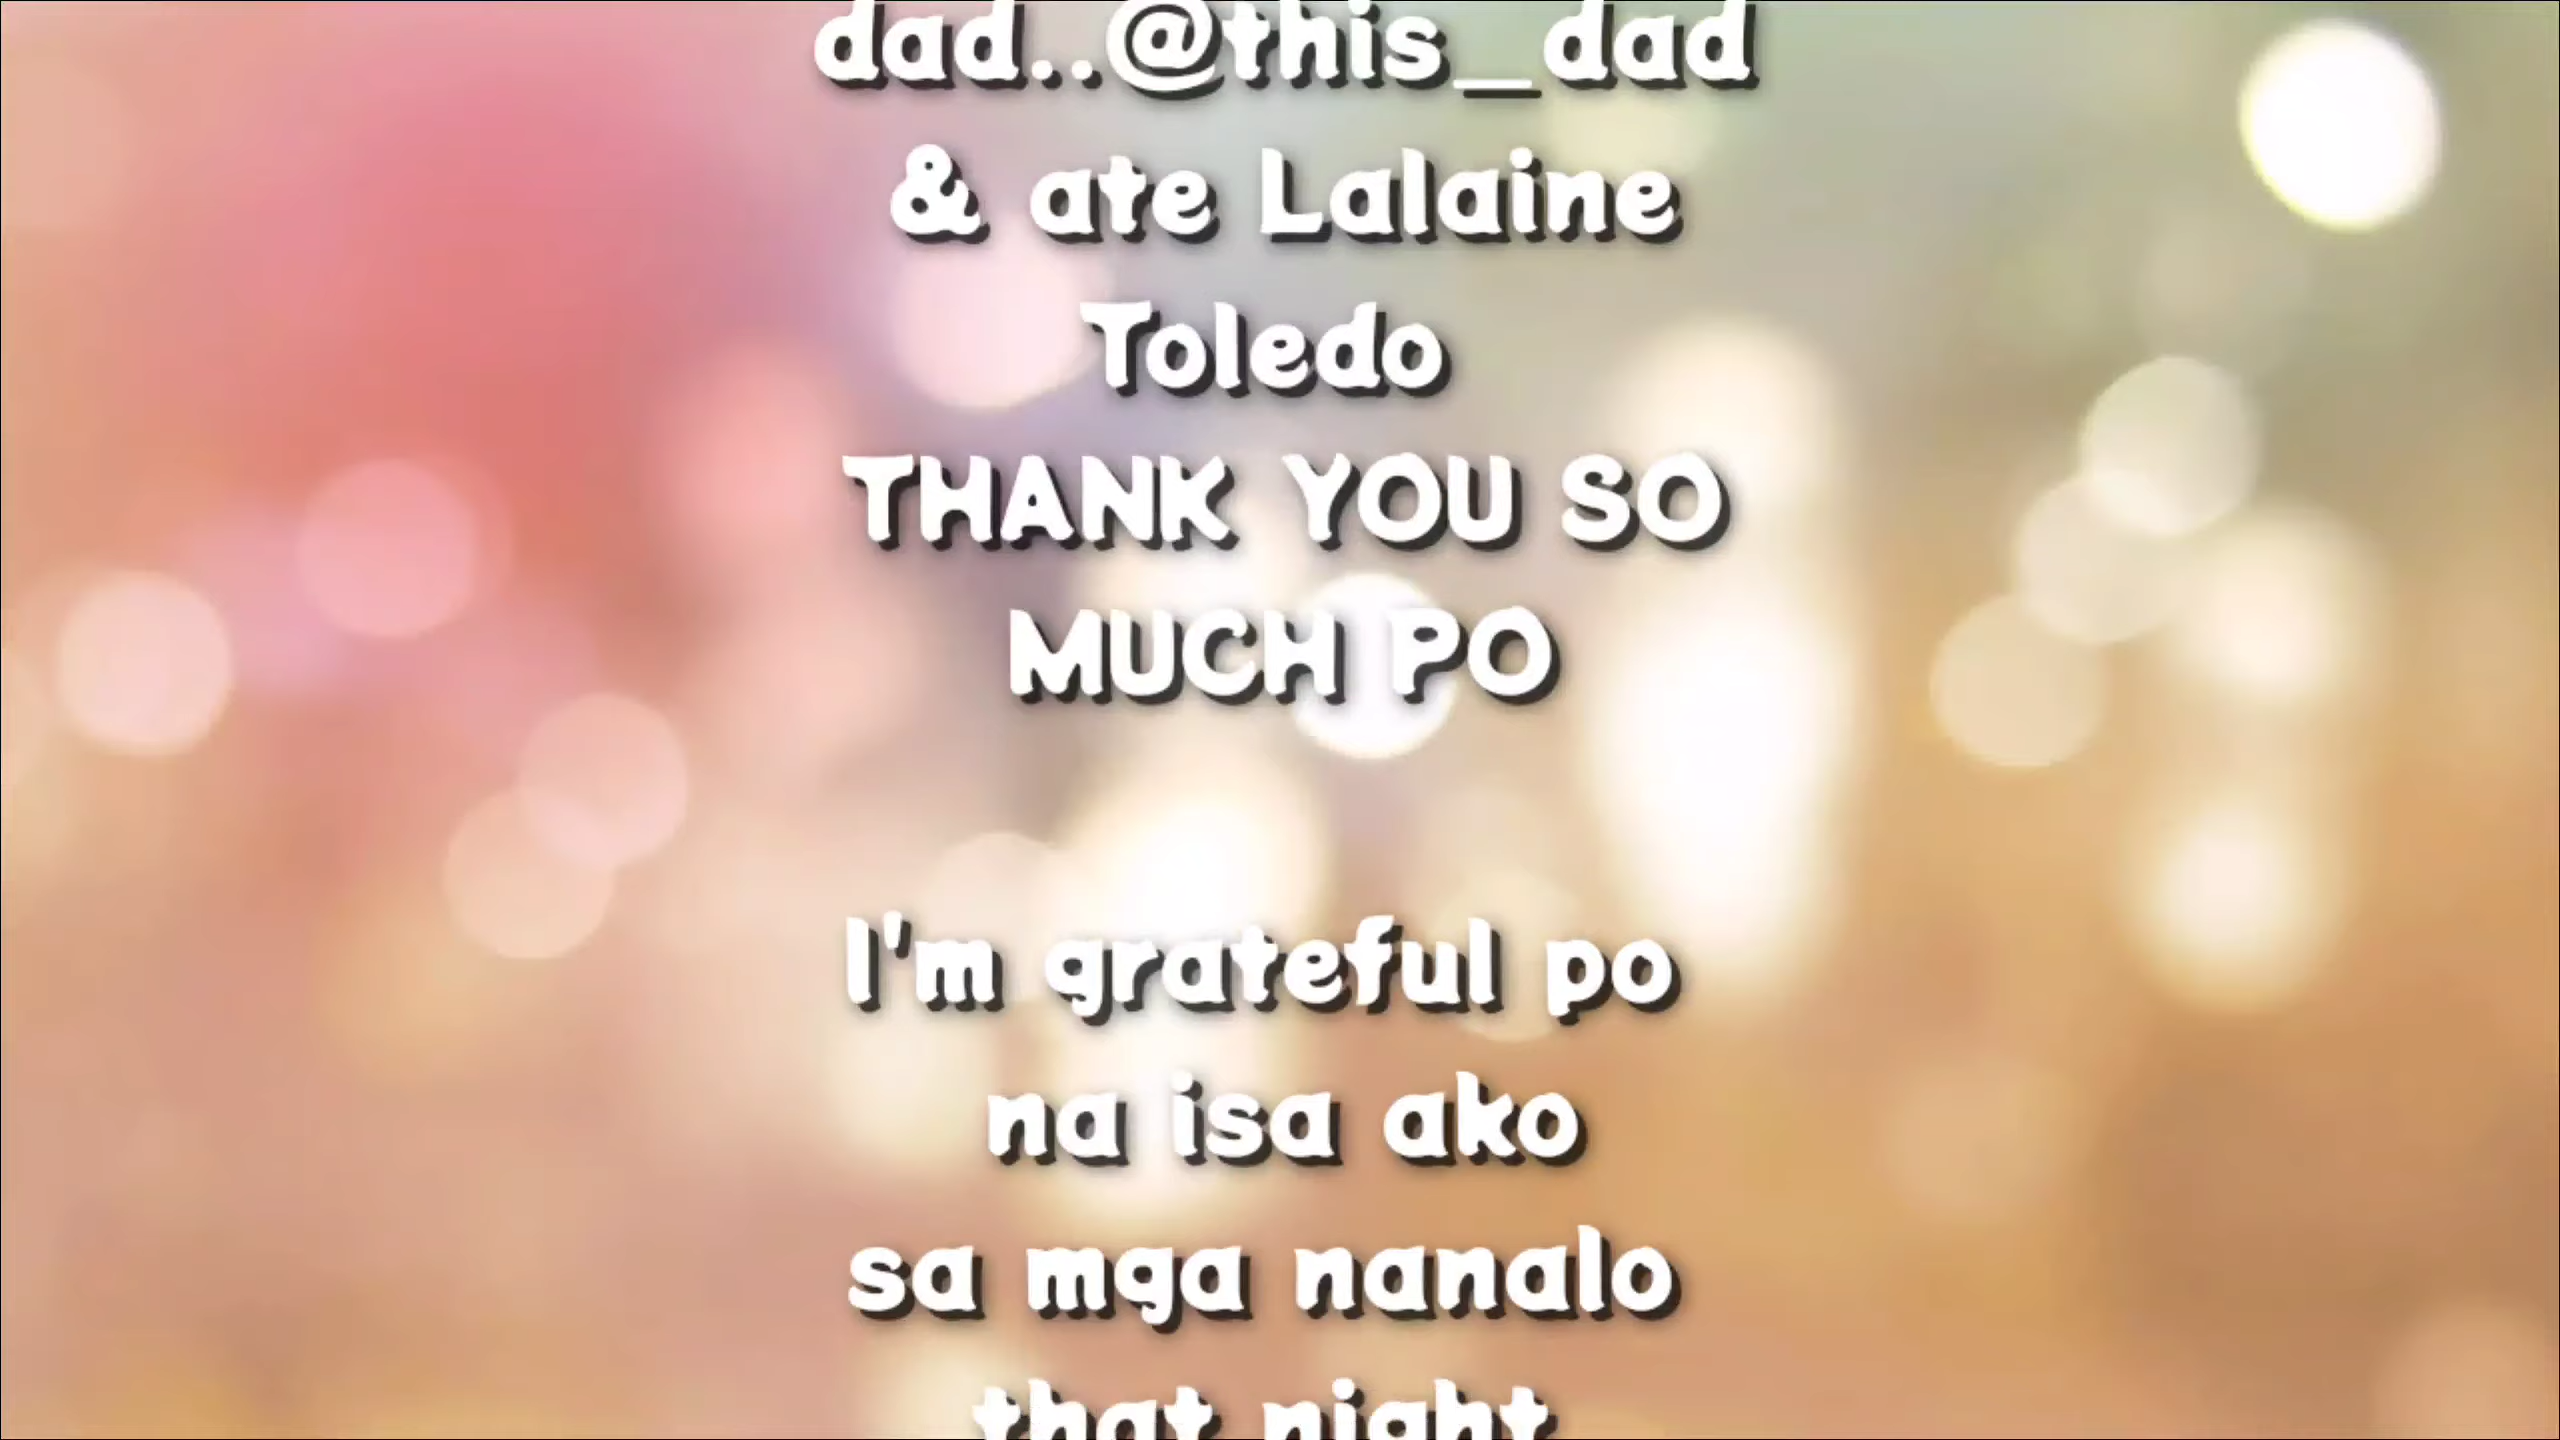 dad..@this_dad
& ate Lalaine
Toledo
THANK YOU SO
MUCH PO
I'm grateful po
na isa ako
sa mga nanalo
that night